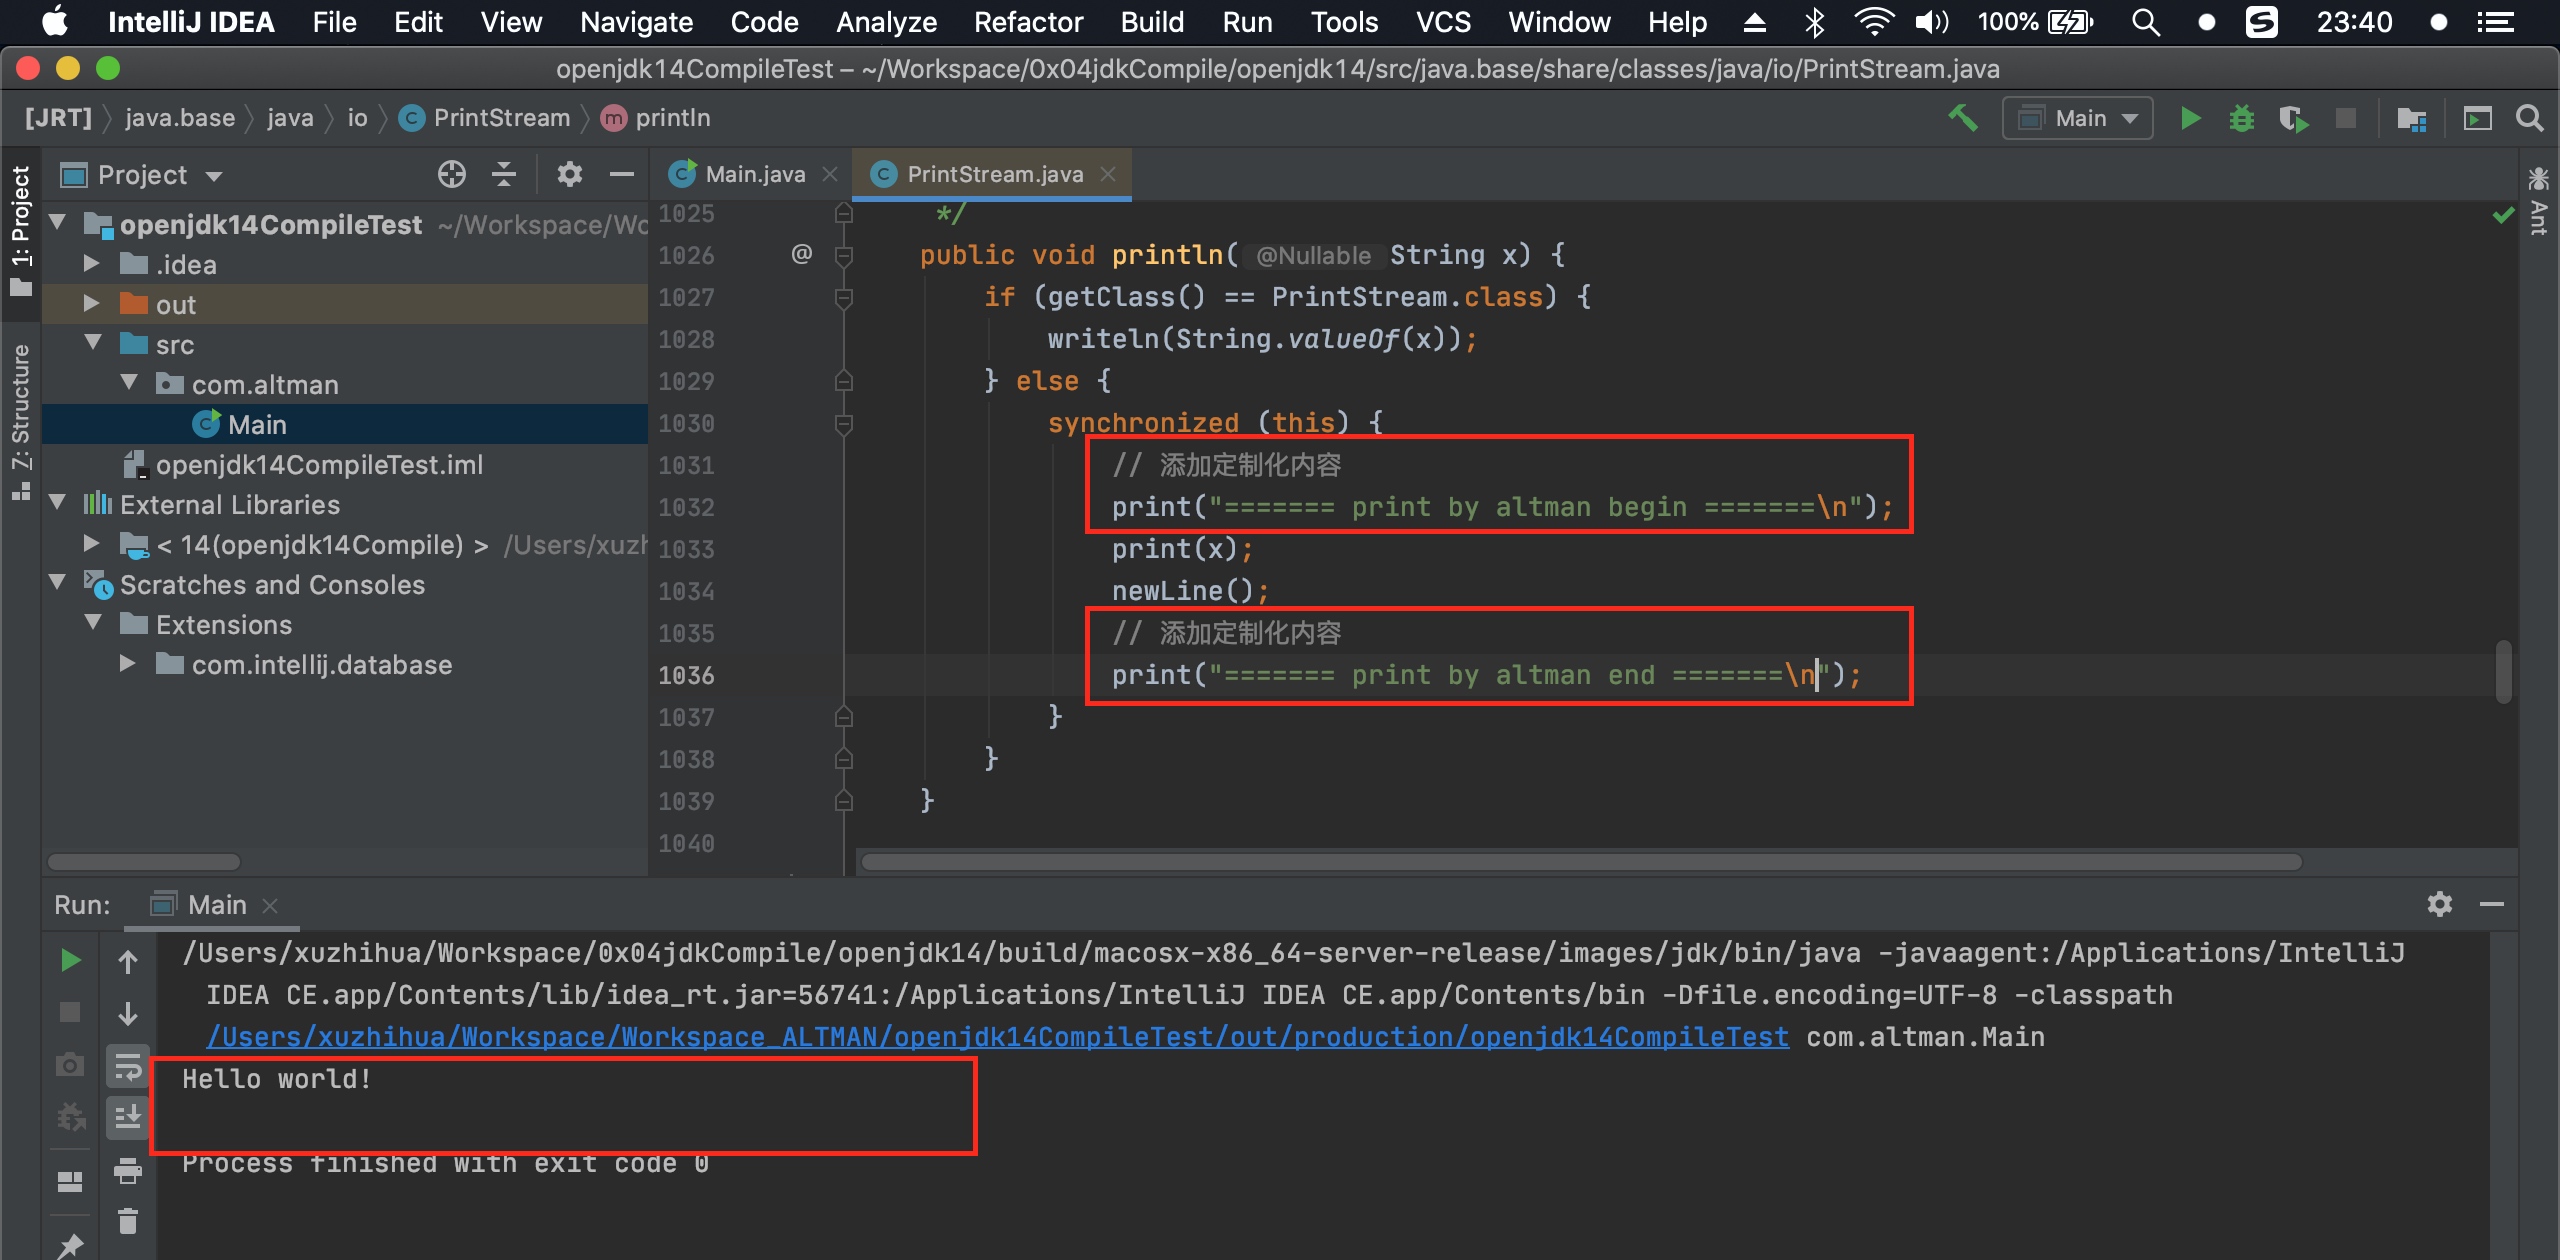 IntelliJ IDEA File Edit View Navigate Code Analyze Refactor Build Run Tools VCS Window Help 100% 23:40
openjdk14CompileTest – ~/Workspace/0x04jdkCompile/openjdk14/src/java.base/share/classes/java/io/PrintStream.java
[JRT] java.base java io PrintStream println Main
1: Project
Z: Structure
Project
openjdk14CompileTest ~/Workspace/Wo
.idea
out
src
com.altman
Main
openjdk14CompileTest.iml
External Libraries
< 14(openjdk14Compile) > /Users/xuzh
Scratches and Consoles
Extensions
com.intellij.database
Main.java PrintStream.java
Ant
1025 */
1026 @ public void println( @Nullable String x) {
1027 if (getClass() == PrintStream.class) {
1028 writeln(String.valueOf(x));
1029 } else {
1030 synchronized (this) {
1031 // 添加定制化内容
1032 print("======= print by altman begin =======\n");
1033 print(x);
1034 newLine();
1035 // 添加定制化内容
1036 print("======= print by altman end =======\n");
1037 }
1038 }
1039 }
1040
Run: Main
/Users/xuzhihua/Workspace/0x04jdkCompile/openjdk14/build/macosx-x86_64-server-release/images/jdk/bin/java -javaagent:/Applications/IntelliJ
IDEA CE.app/Contents/lib/idea_rt.jar=56741:/Applications/IntelliJ IDEA CE.app/Contents/bin -Dfile.encoding=UTF-8 -classpath
/Users/xuzhihua/Workspace/Workspace_ALTMAN/openjdk14CompileTest/out/production/openjdk14CompileTest com.altman.Main
Hello world!
Process finished with exit code 0